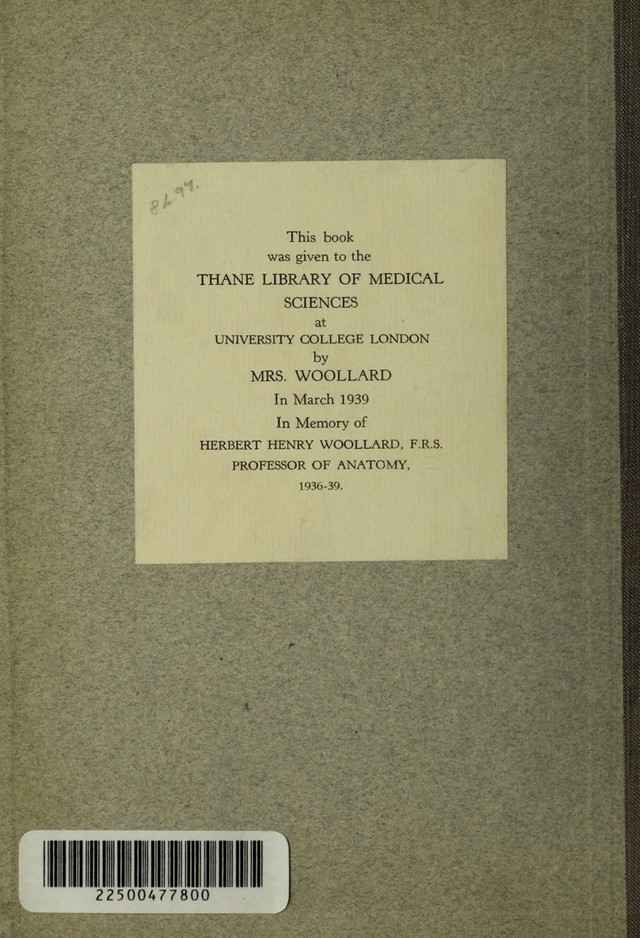 8497.
This book
was given to the
THANE LIBRARY OF MEDICAL
SCIENCES
at
UNIVERSITY COLLEGE LONDON
by
MRS. WOOLLARD
In March 1939
In Memory of
HERBERT HENRY WOOLLARD, F.R.S.
PROFESSOR OF ANATOMY,
1936-39.
22500477800